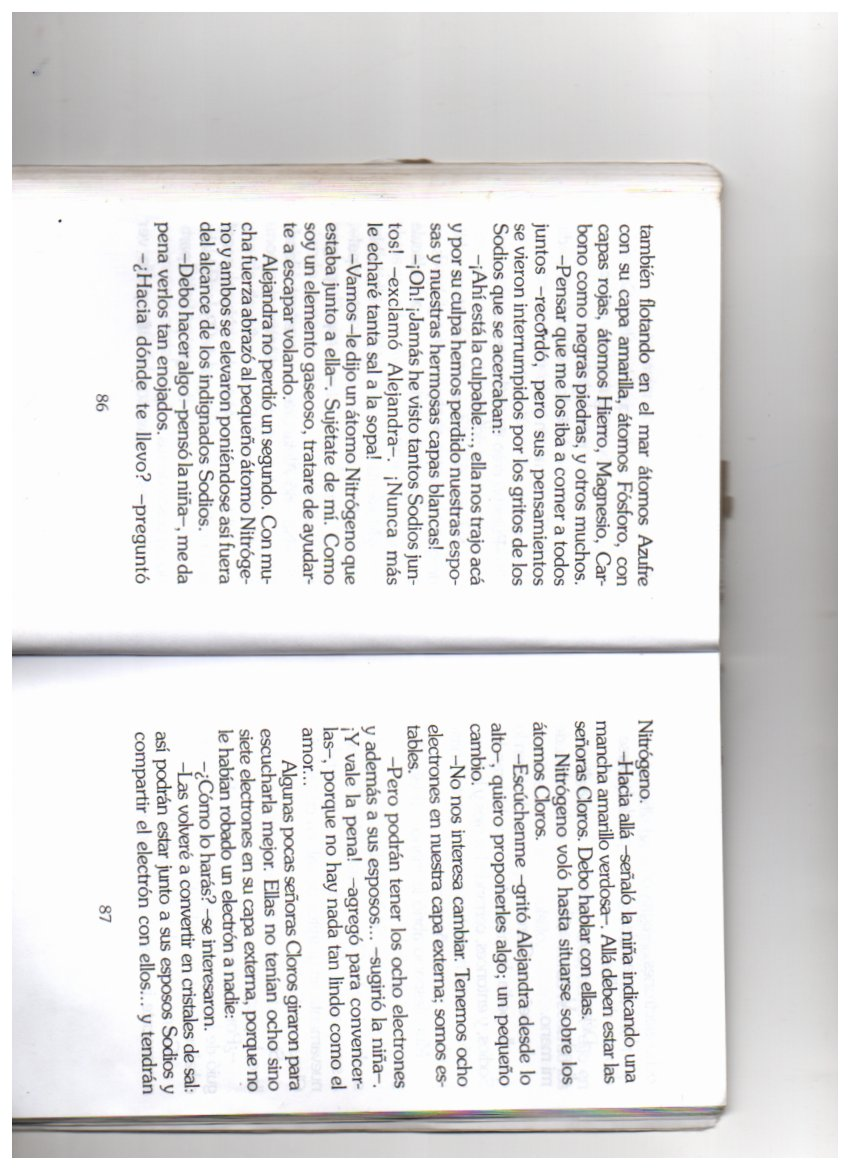 también flotando en el mar átomos Azufre
con su capa amarilla, átomos Fósforo, con
capas rojas, átomos Hierro, Magnesio, Car-
bono como negras piedras, y otros muchos.
–Pensar que me los iba a comer a todos
juntos –recordó, pero sus pensamientos
se vieron interrumpidos por los gritos de los
Sodios que se acercaban:
–¡Ahí está la culpable..., ella nos trajo acá
y por su culpa hemos perdido nuestras espo-
sas y nuestras hermosas capas blancas!
–¡Oh! ¡Jamás he visto tantos Sodios jun-
tos! –exclamó Alejandra–. ¡Nunca más
le echaré tanta sal a la sopa!
–Vamos –le dijo un átomo Nitrógeno que
estaba junto a ella–. Sujétate de mí. Como
soy un elemento gaseoso, tratare de ayudar-
te a escapar volando.
Alejandra no perdió un segundo. Con mu-
cha fuerza abrazó al pequeño átomo Nitróge-
no y ambos se elevaron poniéndose así fuera
del alcance de los indignados Sodios.
–Debo hacer algo –pensó la niña–, me da
pena verlos tan enojados.
–¿Hacia dónde te llevo? –preguntó
86
Nitrógeno.
–Hacia allá –señaló la niña indicando una
mancha amarillo verdosa–. Allá deben estar las
señoras Cloros. Debo hablar con ellas.
Nitrógeno voló hasta situarse sobre los
átomos Cloros.
–Escúchenme –gritó Alejandra desde lo
alto–, quiero proponerles algo; un pequeño
cambio.
–No nos interesa cambiar. Tenemos ocho
electrones en nuestra capa externa; somos es-
tables.
–Pero podrán tener los ocho electrones
y además a sus esposos... –sugirió la niña–.
¡Y vale la pena! –agregó para convencer-
las–, porque no hay nada tan lindo como el
amor...
Algunas pocas señoras Cloros giraron para
escucharla mejor. Ellas no tenían ocho sino
siete electrones en su capa externa, porque no
le habían robado un electrón a nadie:
–¿Cómo lo harás? –se interesaron.
–Las volveré a convertir en cristales de sal:
así podrán estar junto a sus esposos Sodios y
compartir el electrón con ellos... y tendrán
87